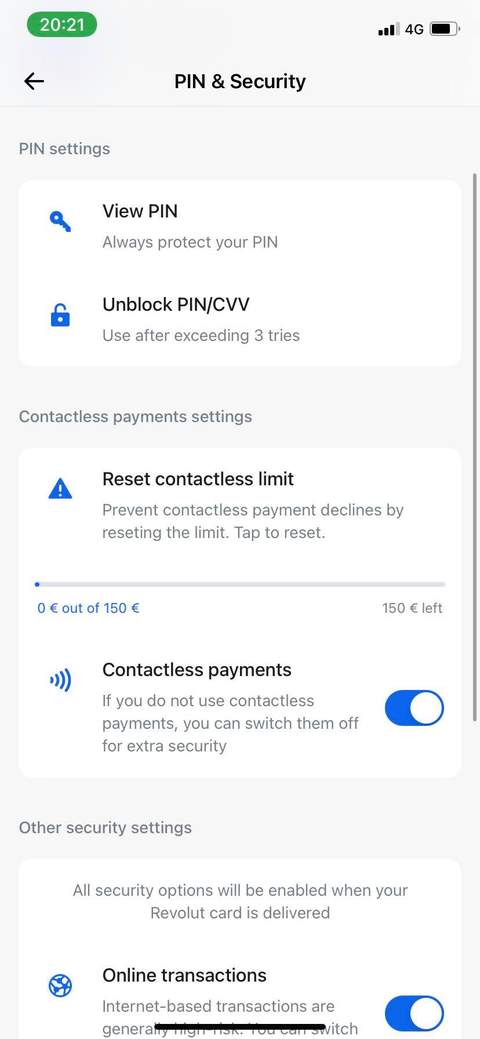 20:21
4G
PIN & Security
PIN settings
View PIN
Always protect your PIN
Unblock PIN/CVV
Use after exceeding 3 tries
Contactless payments settings
Reset contactless limit
Prevent contactless payment declines by
resetting the limit. Tap to reset.
0 € out of 150 €
150 € left
Contactless payments
If you do not use contactless
payments, you can switch them off
for extra security
Other security settings
All security options will be enabled when your
Revolut card is delivered
Online transactions
Internet-based transactions are
generally high-risk. You can switch